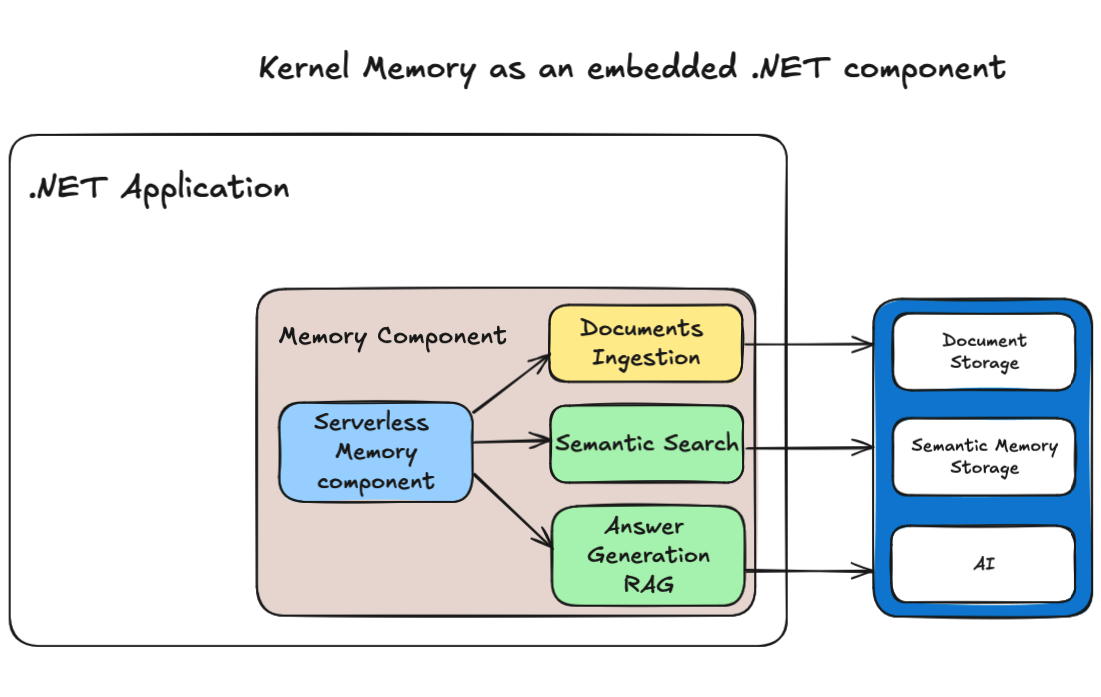 Kernel Memory as an embedded .NET component
.NET Application
Memory Component
Serverless
Memory
component
Documents
Ingestion
Semantic Search
Answer
Generation
RAG
Document
Storage
Semantic Memory
Storage
AI